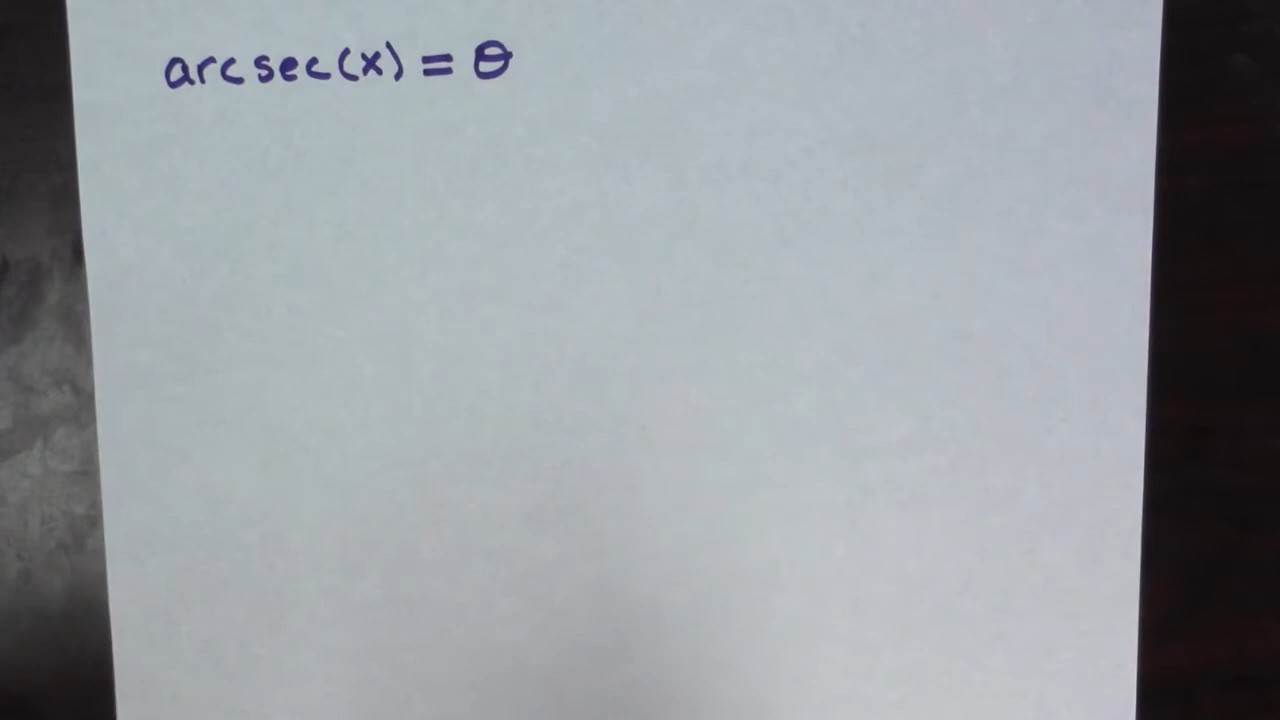 arcsec(x) = θ